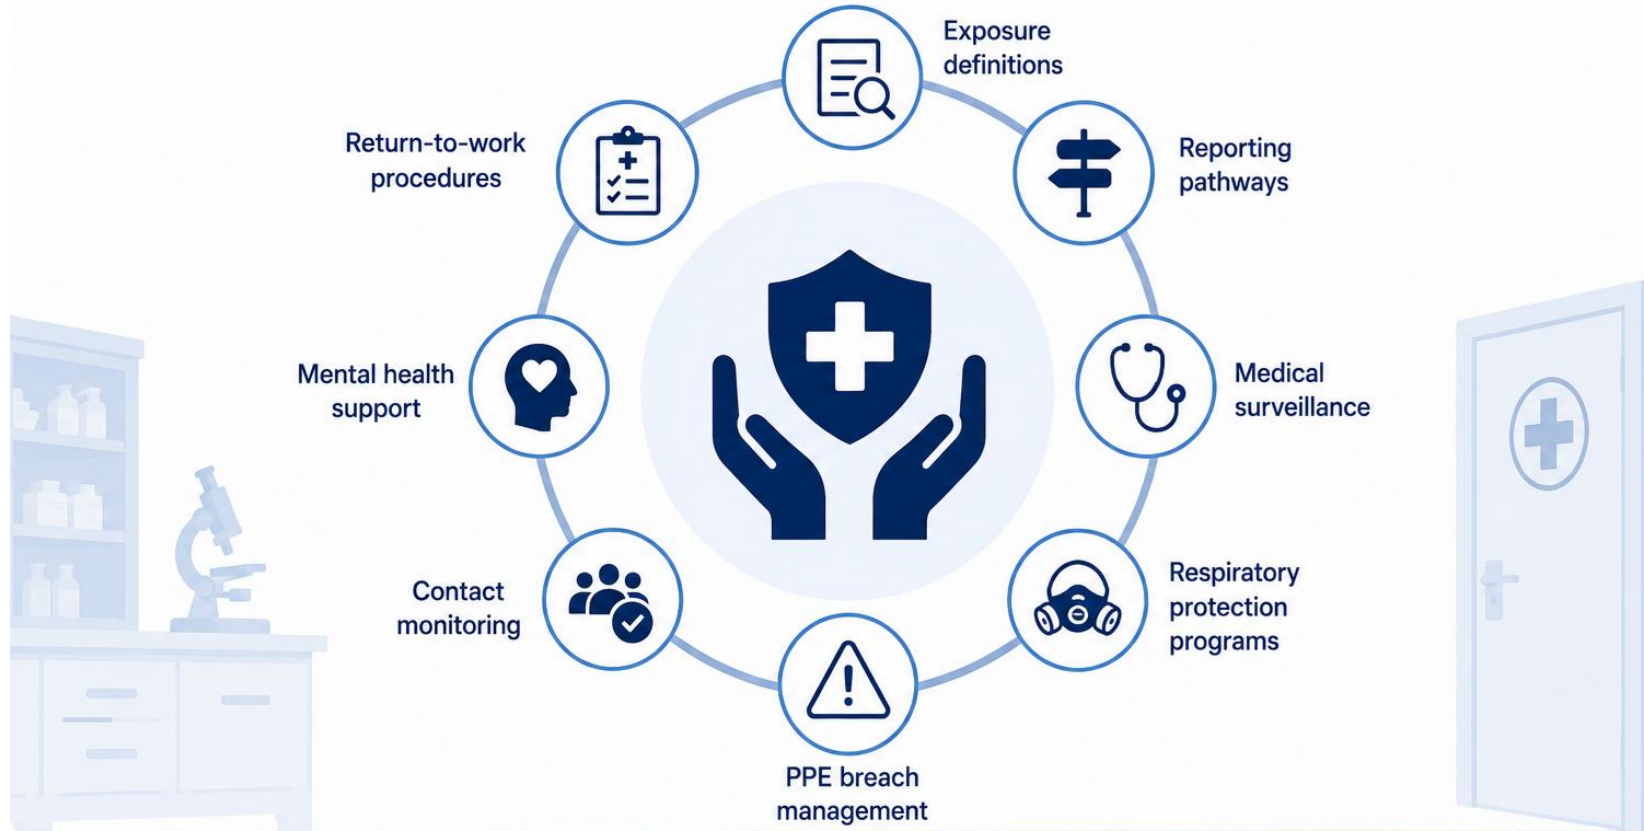 Exposure
definitions
Reporting
pathways
Medical
surveillance
Respiratory
protection
programs
PPE breach
management
Contact
monitoring
Mental health
support
Return-to-work
procedures